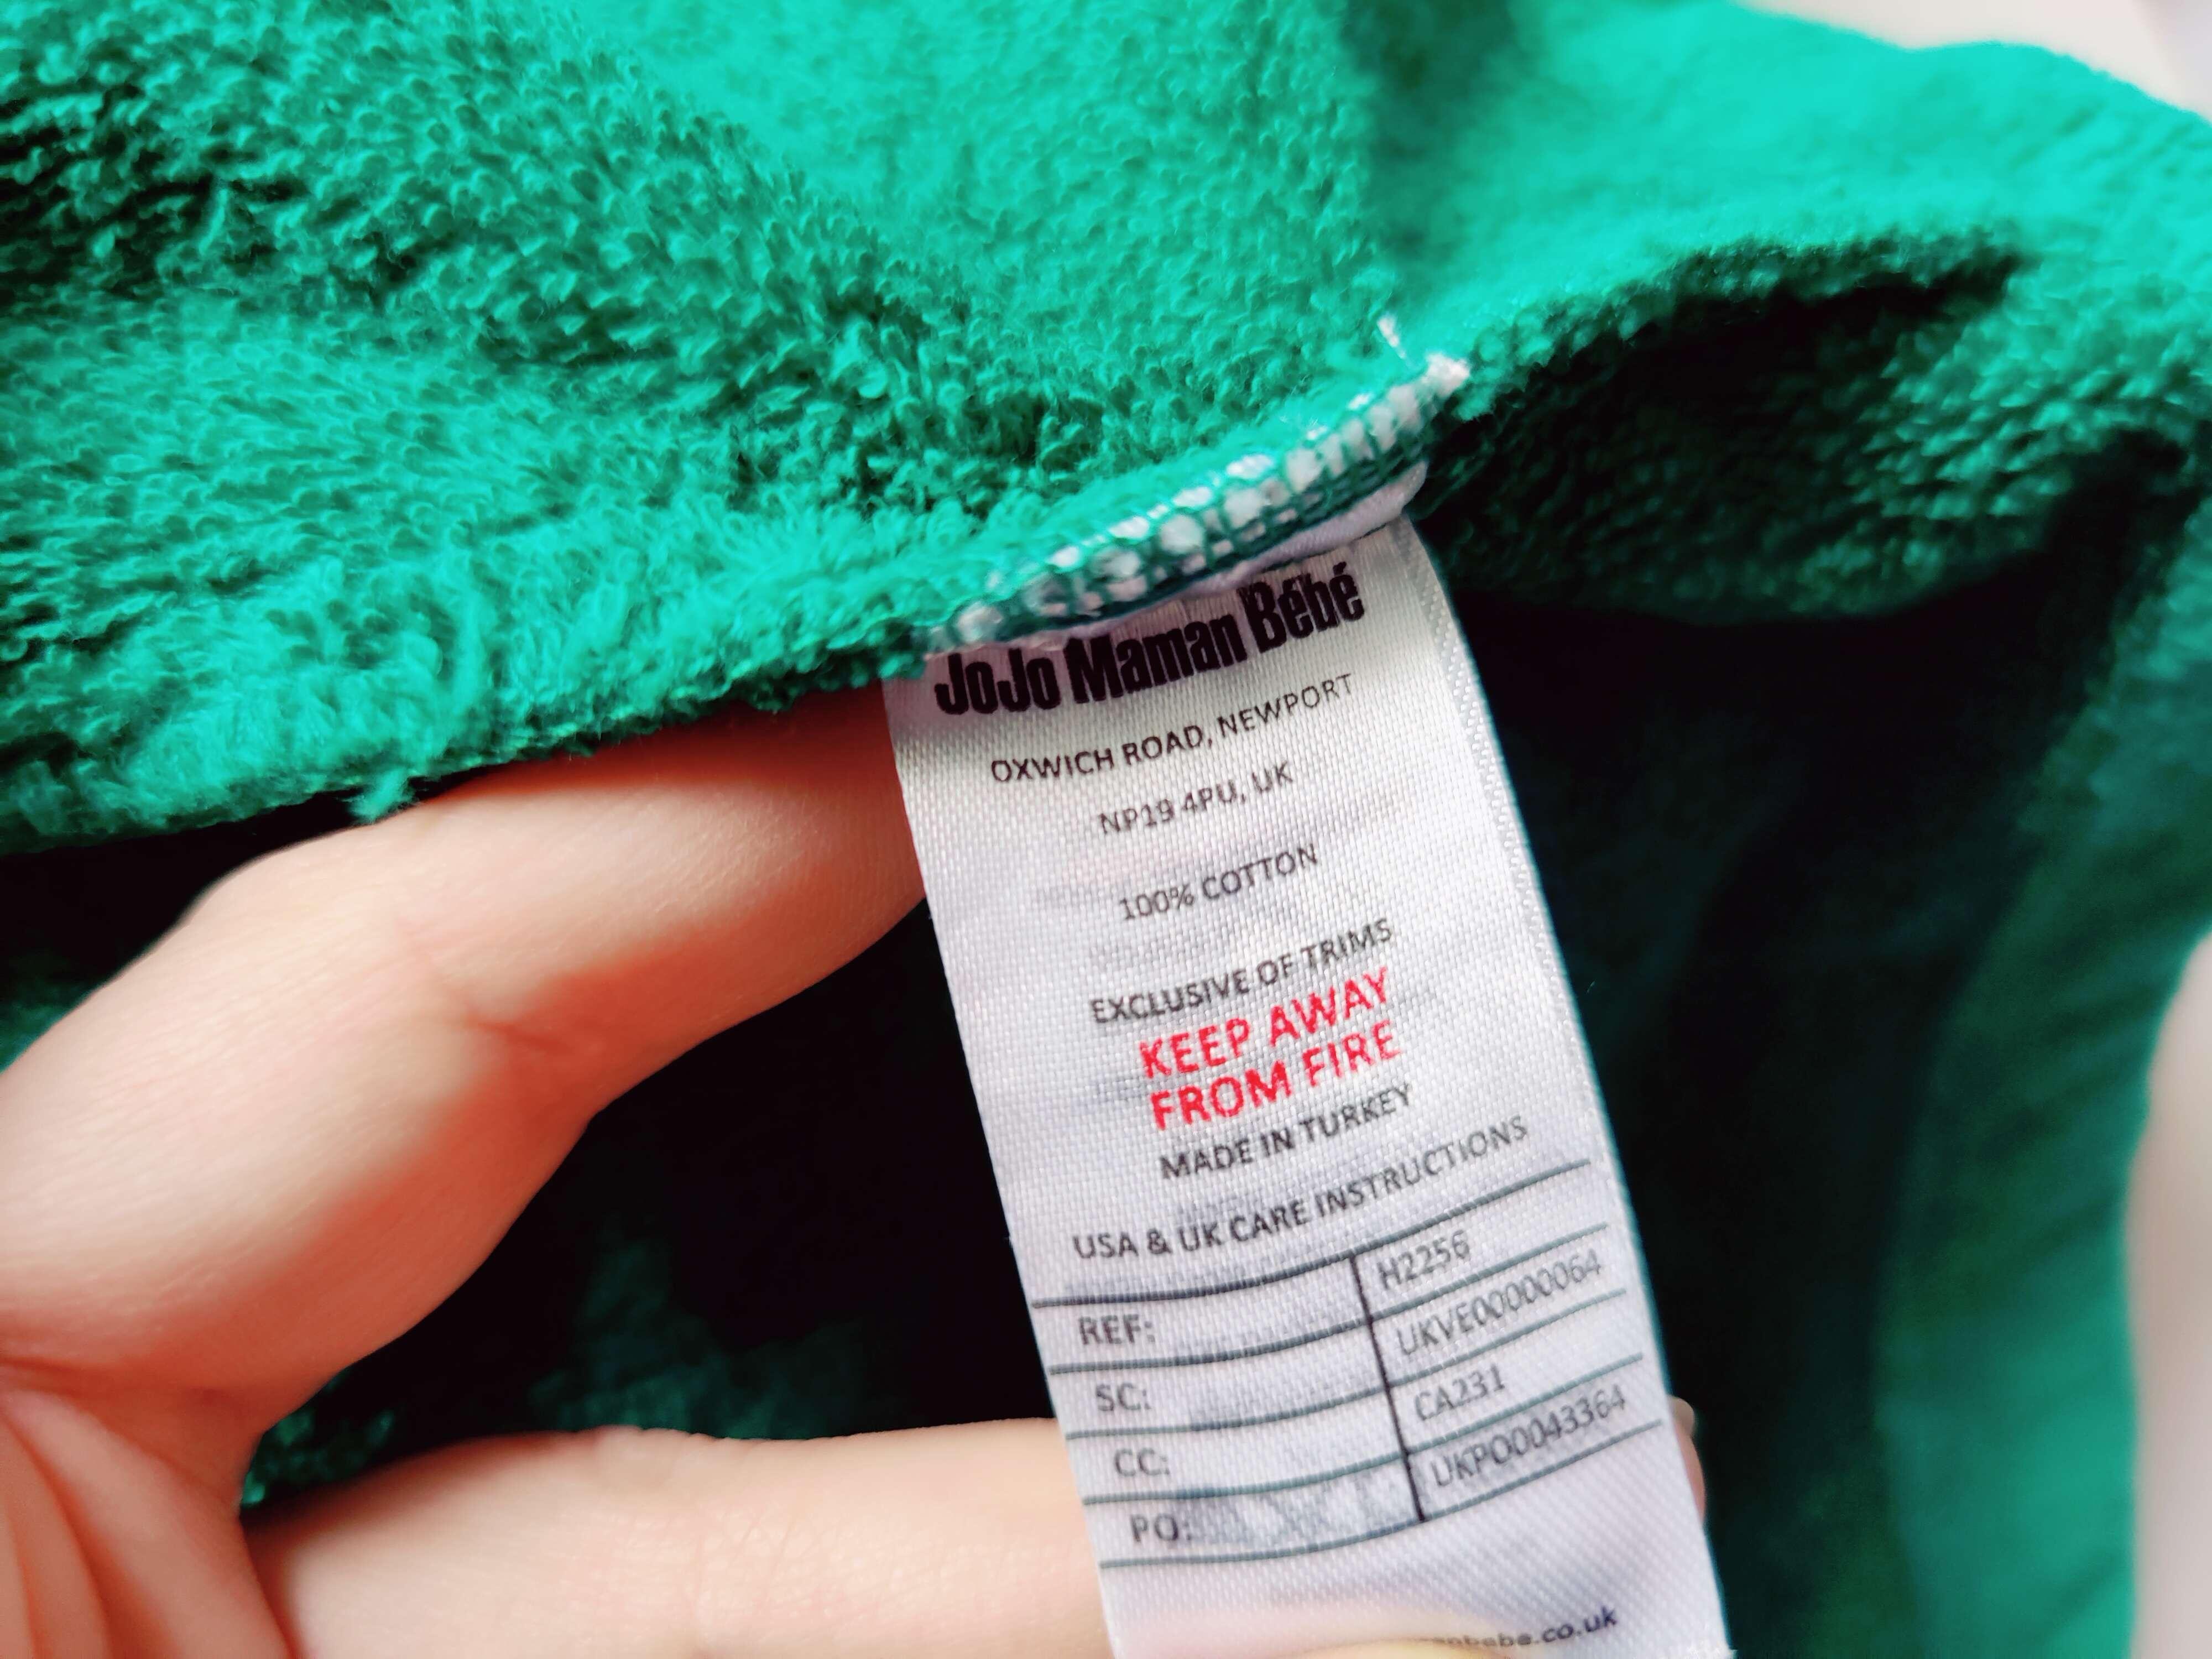 JoJo Maman Bébé
OXWICH ROAD, NEWPORT
NP19 4PU, UK
100% COTTON
EXCLUSIVE OF TRIMS
KEEP AWAY
FROM FIRE
MADE IN TURKEY
USA & UK CARE INSTRUCTIONS
REF: H2256
SC: UKVE00000064
CC: CA231
PO: UKPO0043364